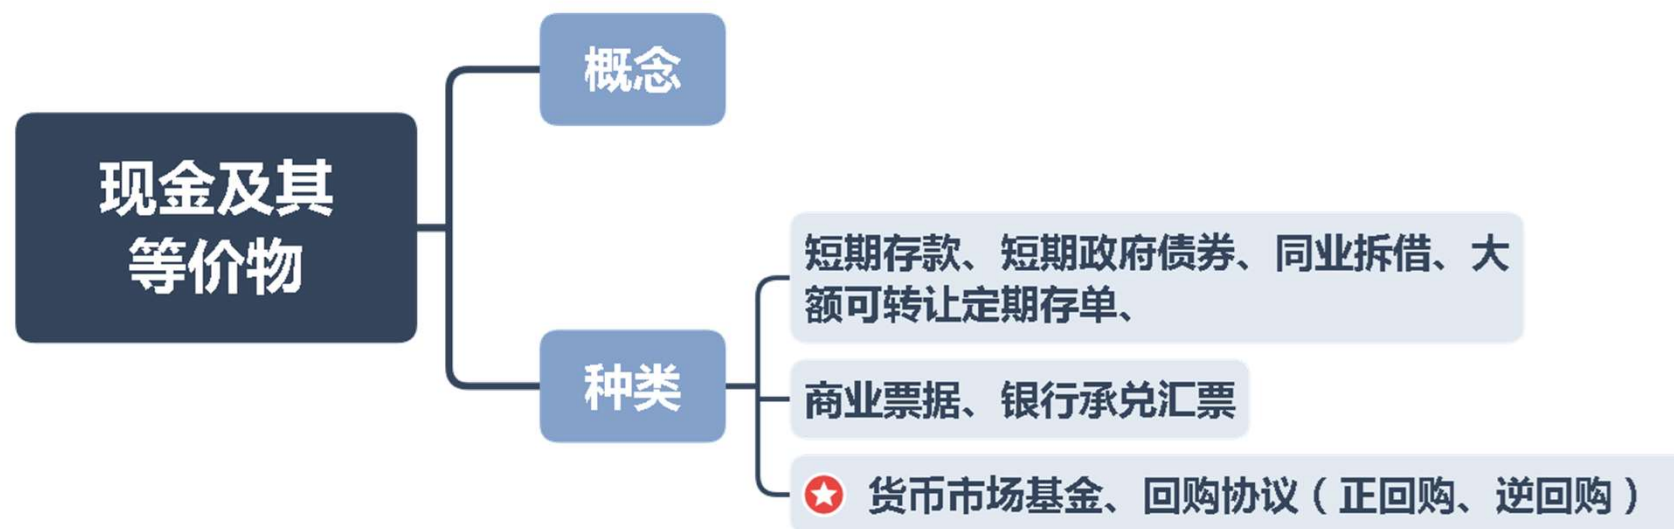 概念
现金及其
等价物
短期存款、短期政府债券、同业拆借、大
额可转让定期存单、
种类
商业票据、银行承兑汇票
货币市场基金、回购协议（正回购、逆回购）